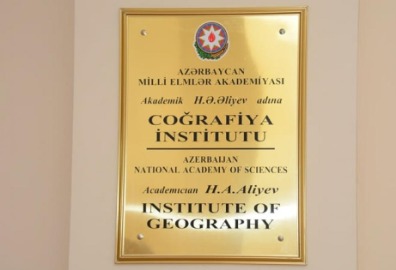 AZƏRBAYCAN
MİLLİ ELMLƏR AKADEMİYASI
Akademik H.Ə.Əliyev adına
COĞRAFİYA
İNSTİTUTU
AZERBAIJAN
NATIONAL ACADEMY OF SCIENCES
Academician H.A.Aliyev
INSTITUTE OF
GEOGRAPHY